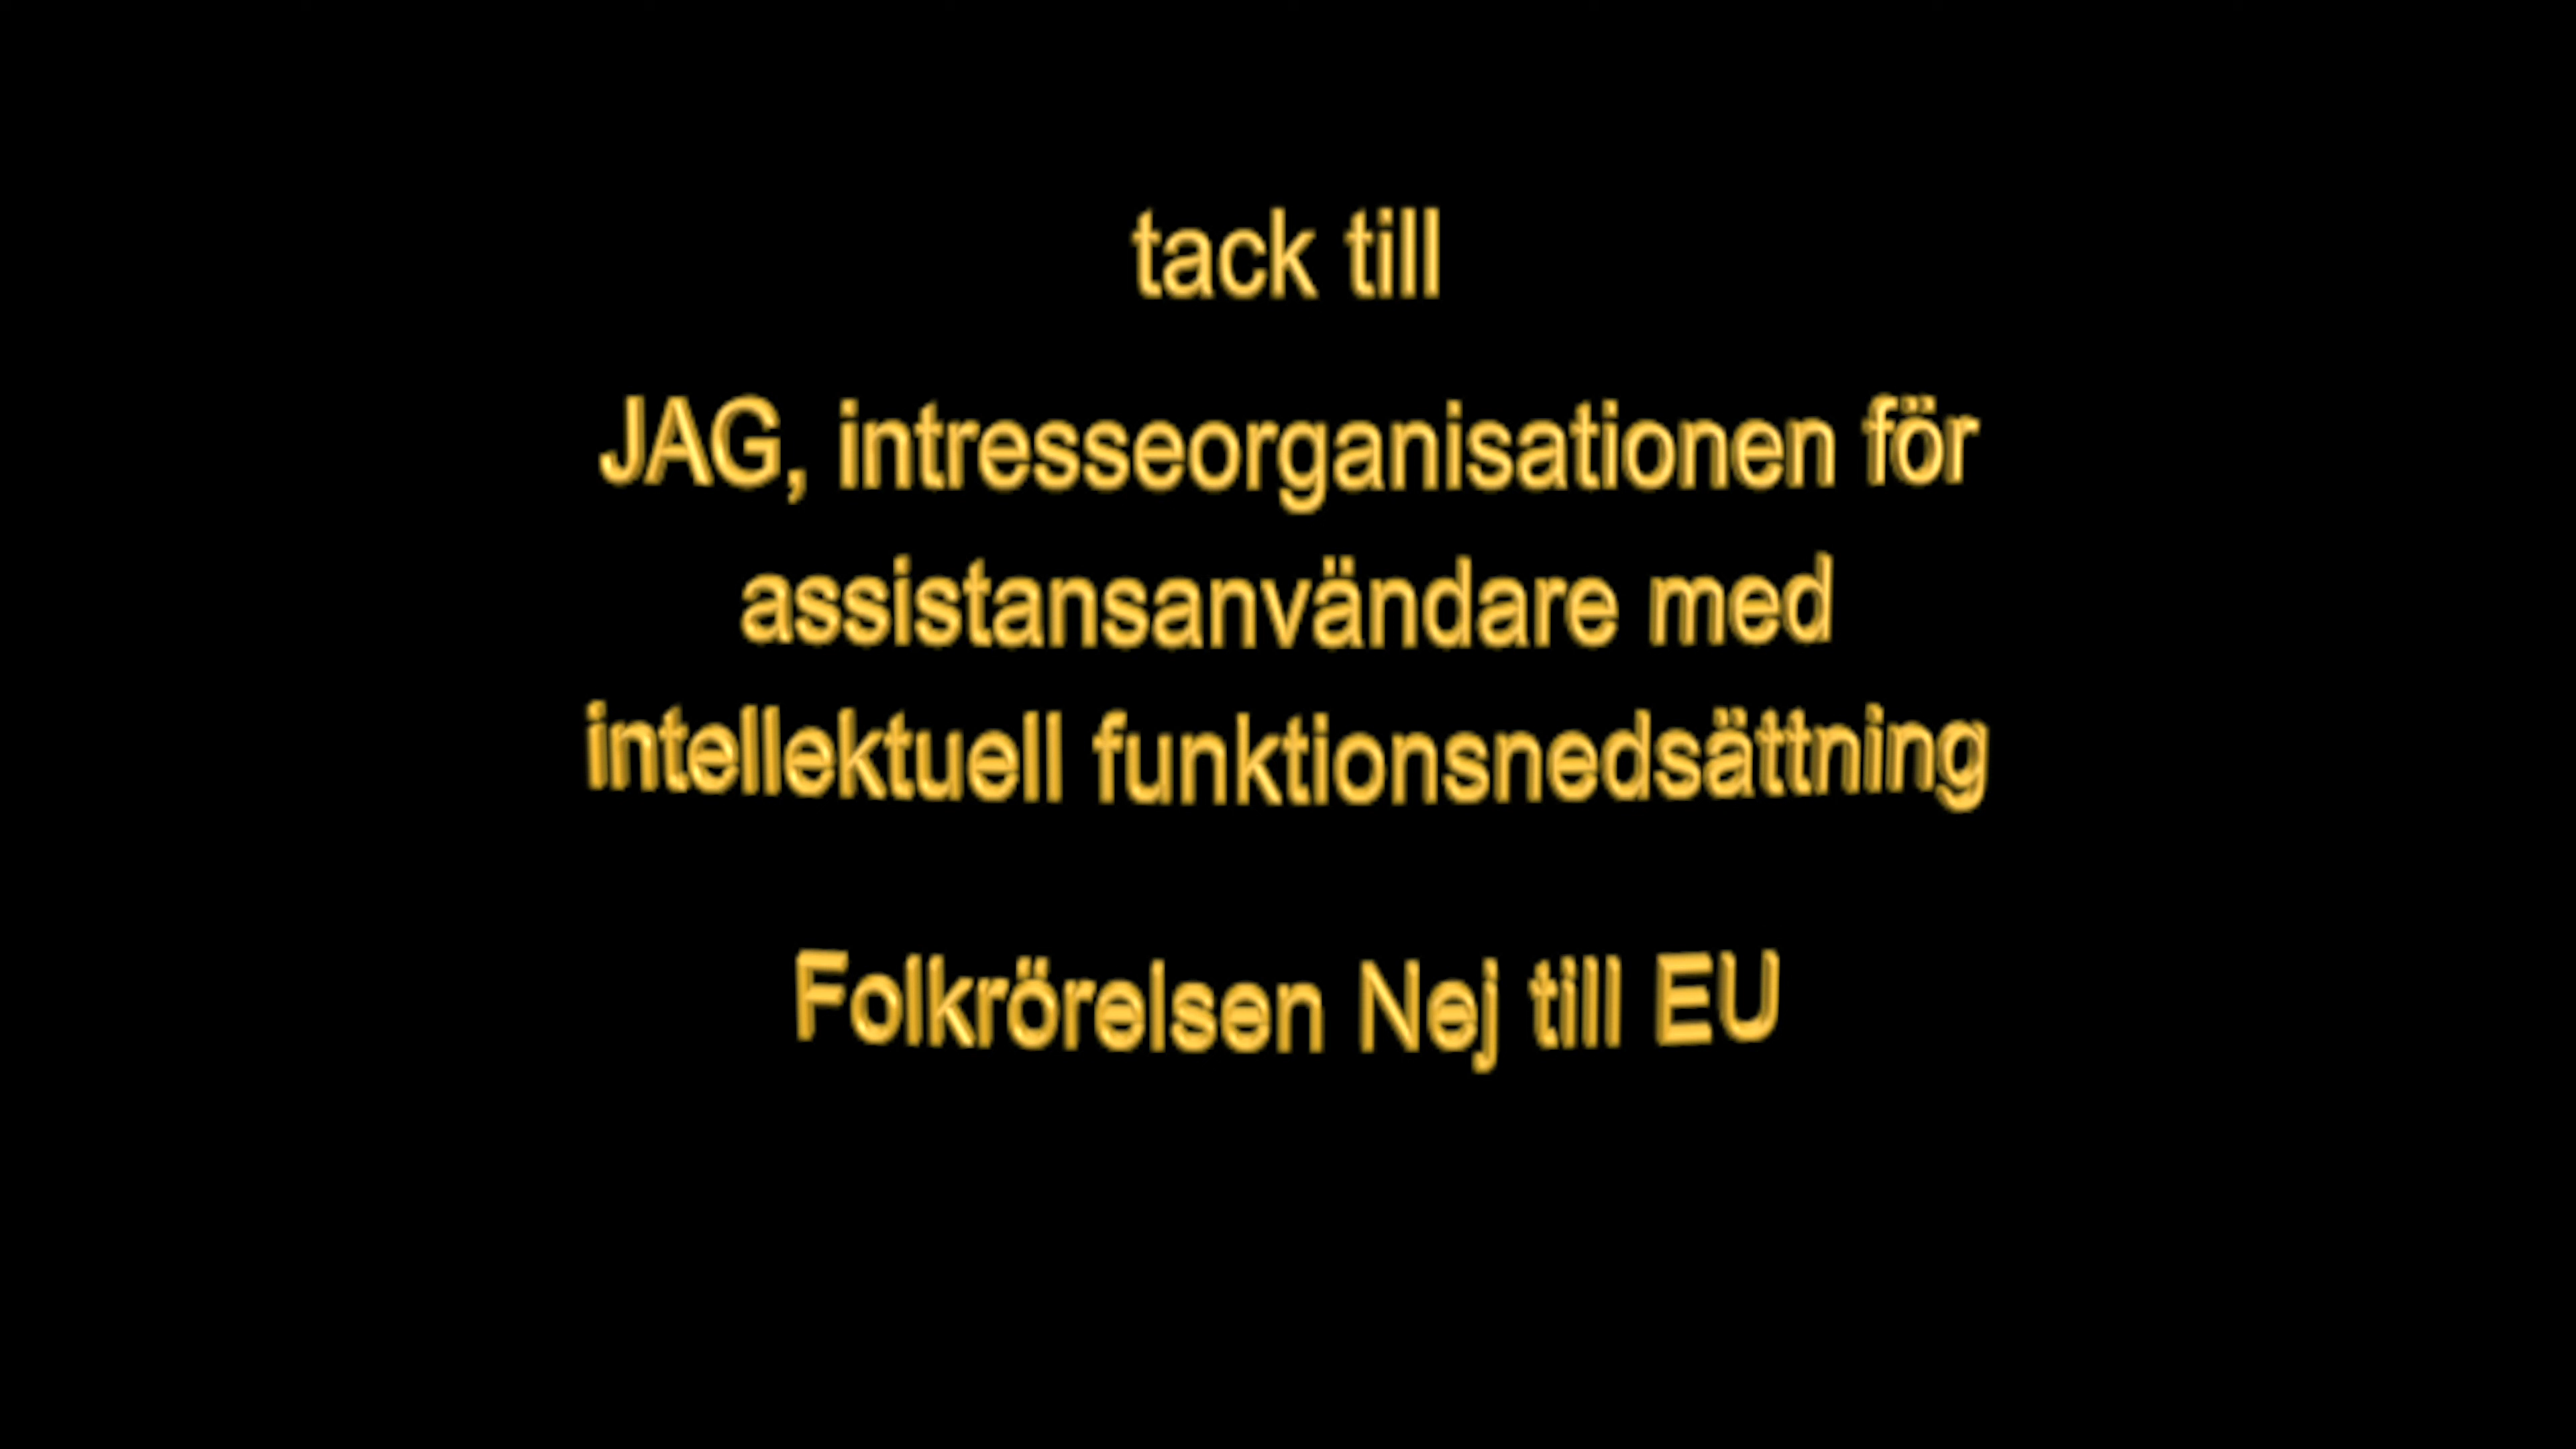 tack till
JAG, intresseorganisationen för
assistansanvändare med
intellektuell funktionsnedsättning
Folkrörelsen Nej till EU